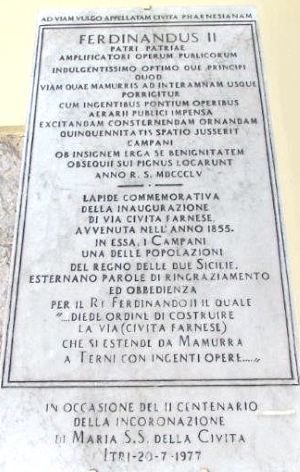 AD VIAM VULGO APPELLATAM CIVITA PHARNESIANAM
FERDINANDUS II
PATRI PATRIAE
AMPLIFICATORI OPERUM PUBLICORUM
INDULGENTISSIMO OPTIMO QUE PRINCIPI
QUOD
VIAM QUAE MAMURRIS AD INTERAMNAM USQUE
PORRIGITUR
CUM INGENTIBUS PONTIUM OPERIBUS
AERARII PUBLICI IMPENSA
EXCITANDAM CONSTERNENDAM ORNANDAM
QUINQUENNITATIS SPATIO JUSSERIT
CAMPANI
OB INSIGNEM ERGA SE BENIGNITATEM
OBSEQUII SUI PIGNUS LOCARUNT
ANNO R. S. MDCCCLV
LAPIDE COMMEMORATIVA
DELLA INAUGURAZIONE
DI VIA CIVITA FARNESE,
AVVENUTA NELL'ANNO 1855.
IN ESSA, I CAMPANI
UNA DELLE POPOLAZIONI
DEL REGNO DELLE DUE SICILIE,
ESTERNANO PAROLE DI RINGRAZIAMENTO
ED OBBEDIENZA
PER IL RE FERDINANDO II IL QUALE
"...DIEDE ORDINE DI COSTRUIRE
LA VIA (CIVITA FARNESE)
CHE SI ESTENDE DA MAMURRA
A TERNI CON INGENTI OPERE...."
IN OCCASIONE DEL II CENTENARIO
DELLA INCORONAZIONE
DI MARIA S.S. DELLA CIVITA
ITRI-20-7-1977